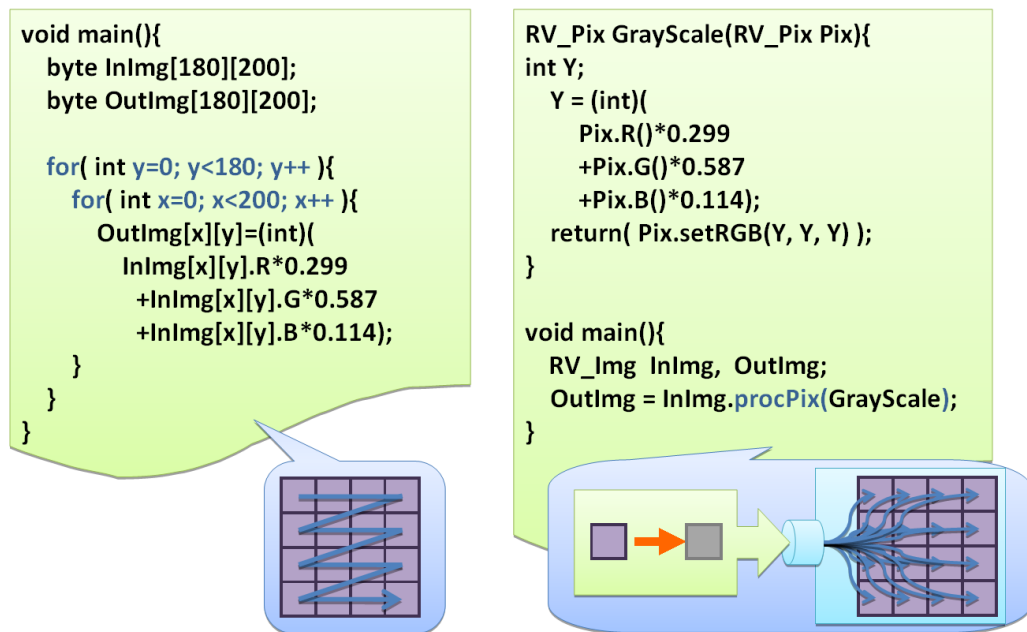 void main(){
byte InImg[180][200];
byte OutImg[180][200];
for( int y=0; y<180; y++ ){
for( int x=0; x<200; x++ ){
OutImg[x][y]=(int)(
InImg[x][y].R*0.299
+InImg[x][y].G*0.587
+InImg[x][y].B*0.114);
}
}
}
RV_Pix GrayScale(RV_Pix Pix){
int Y;
Y = (int)(
Pix.R()*0.299
+Pix.G()*0.587
+Pix.B()*0.114);
return( Pix.setRGB(Y, Y, Y) );
}
void main(){
RV_Img InImg, OutImg;
OutImg = InImg.procPix(GrayScale);
}